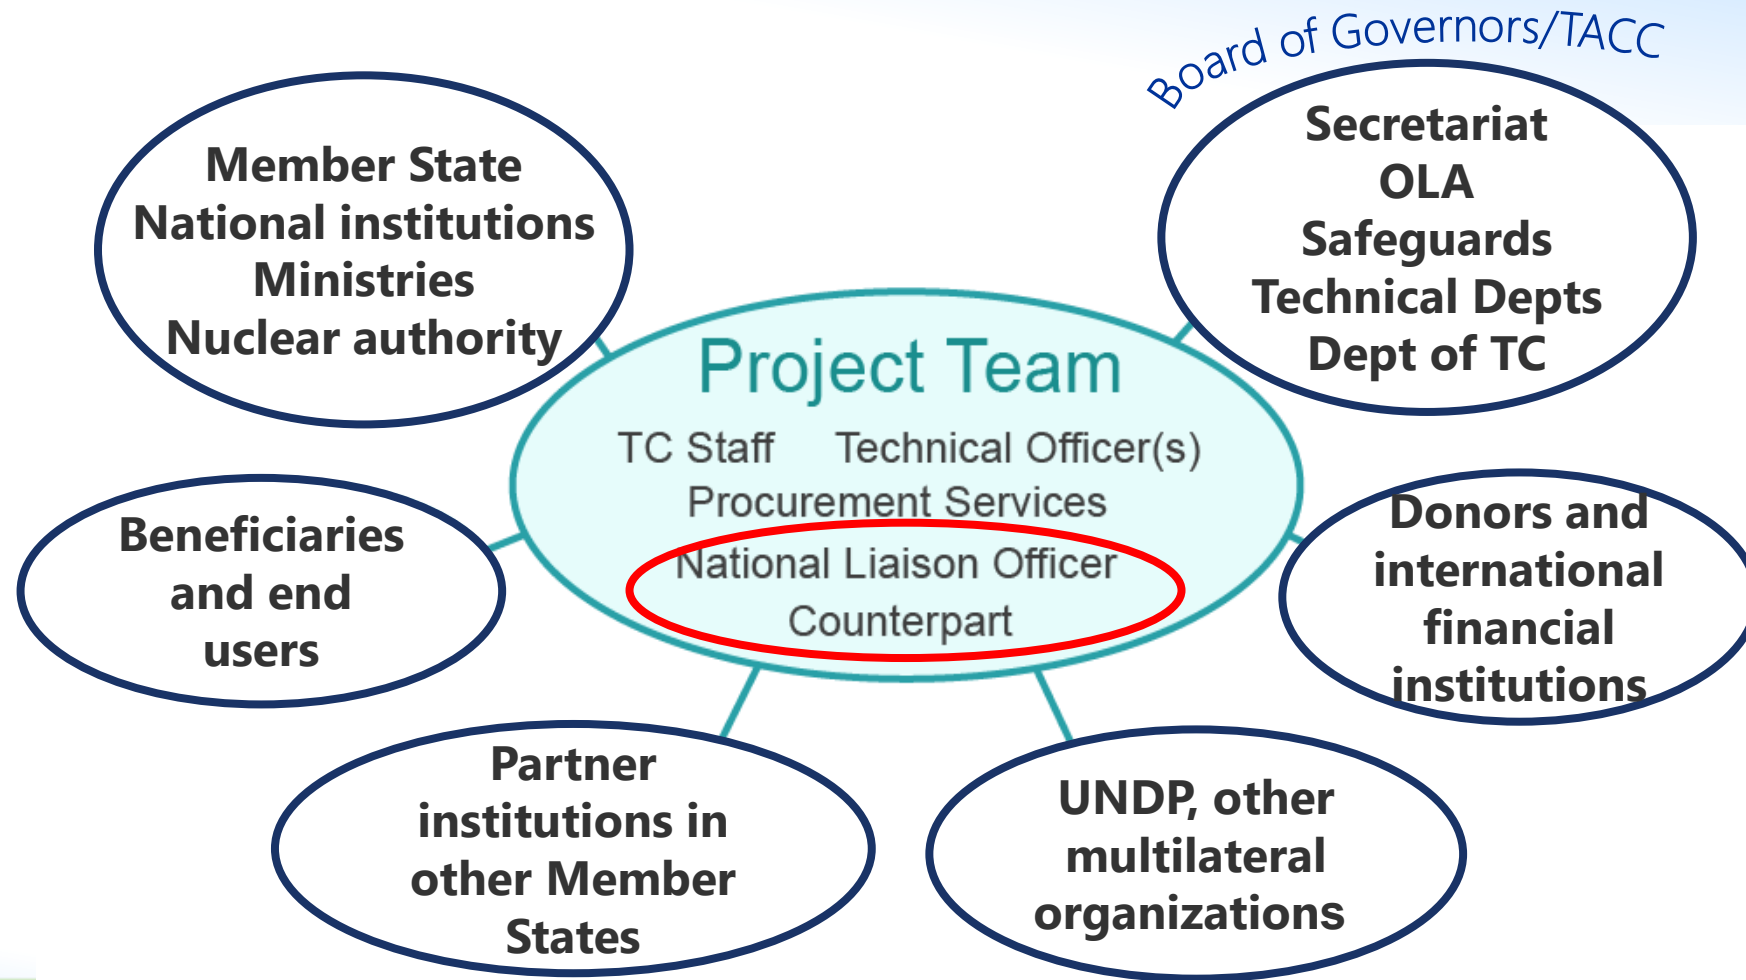 Board of Governors/TACC
Member State
National institutions
Ministries
Nuclear authority
Secretariat
OLA
Safeguards
Technical Depts
Dept of TC
Project Team
TC Staff Technical Officer(s)
Procurement Services
National Liaison Officer
Counterpart
Beneficiaries
and end
users
Donors and
international
financial
institutions
Partner
institutions in
other Member
States
UNDP, other
multilateral
organizations